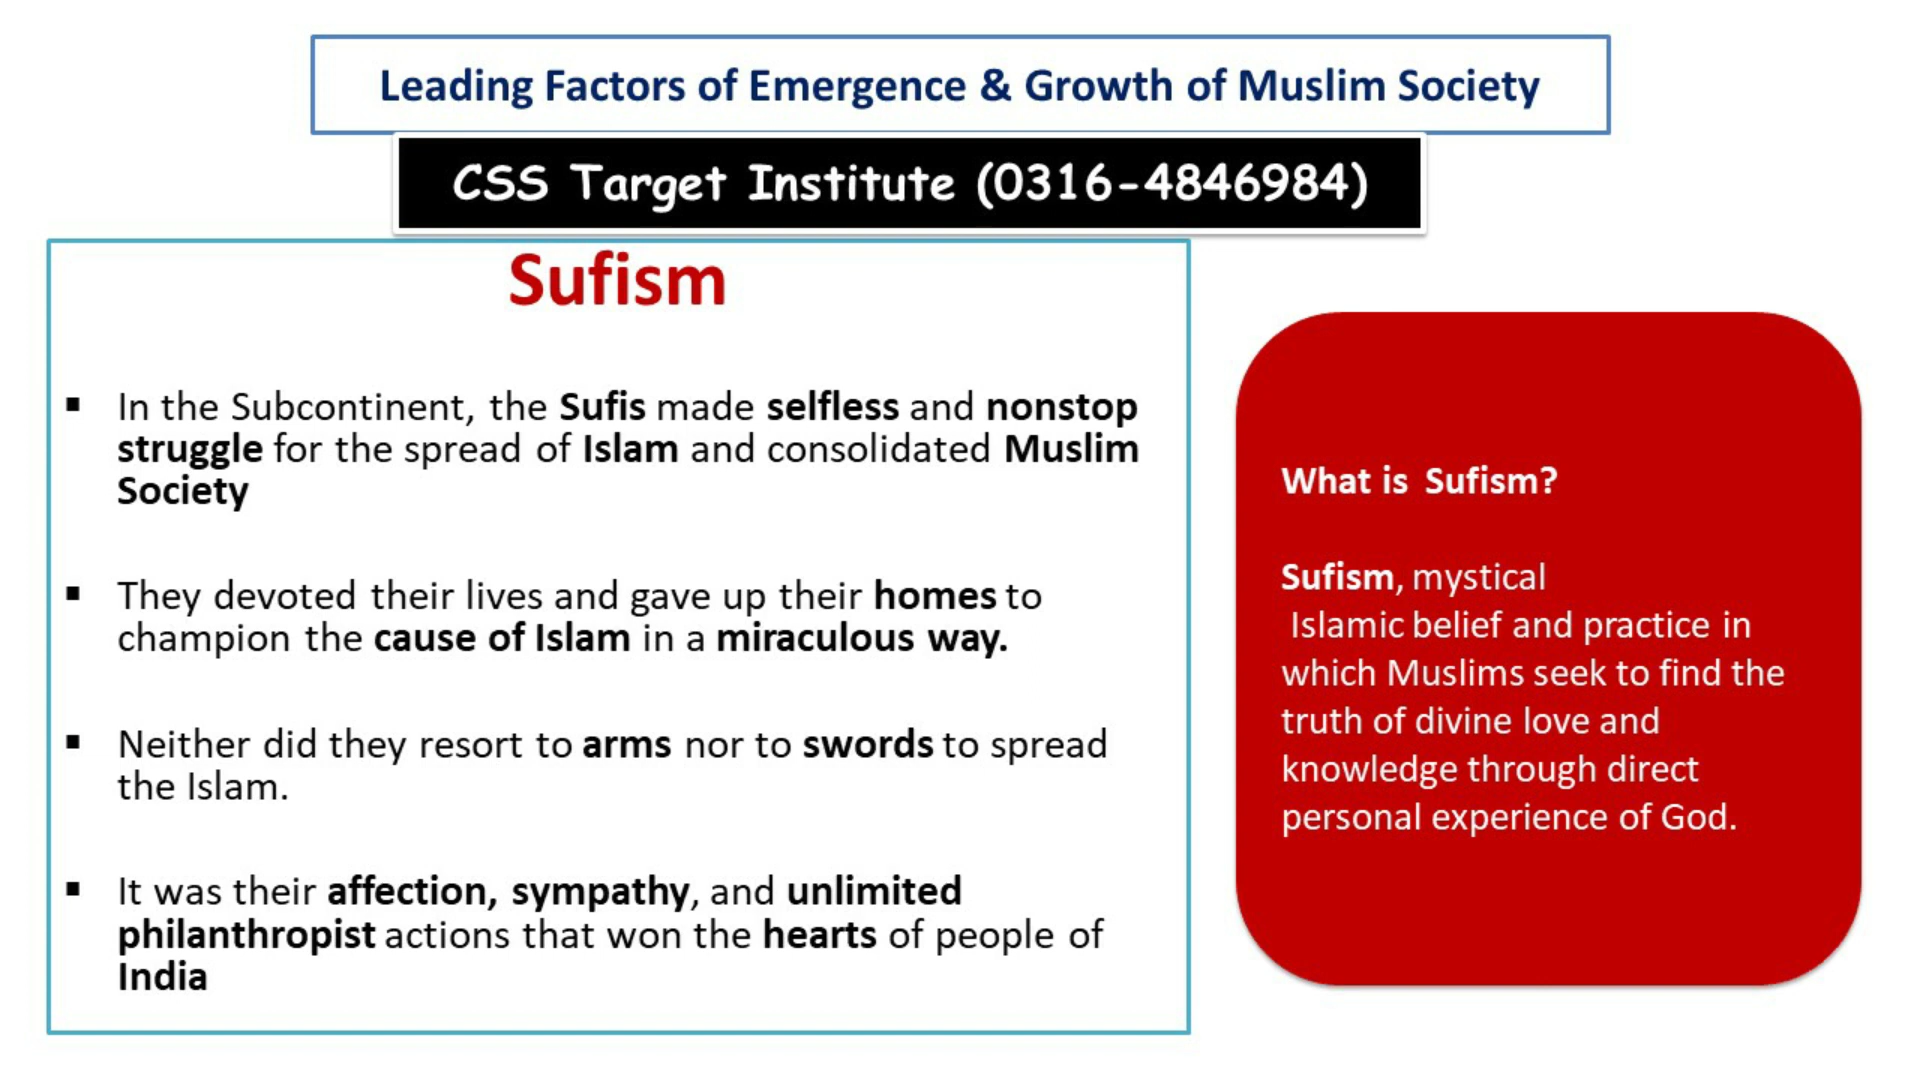 Leading Factors of Emergence & Growth of Muslim Society
CSS Target Institute (0316-4846984)
Sufism
▪ In the Subcontinent, the Sufis made selfless and nonstop
struggle for the spread of Islam and consolidated Muslim
Society
▪ They devoted their lives and gave up their homes to
champion the cause of Islam in a miraculous way.
▪ Neither did they resort to arms nor to swords to spread
the Islam.
▪ It was their affection, sympathy, and unlimited
philanthropist actions that won the hearts of people of
India
What is Sufism?
Sufism, mystical
Islamic belief and practice in
which Muslims seek to find the
truth of divine love and
knowledge through direct
personal experience of God.